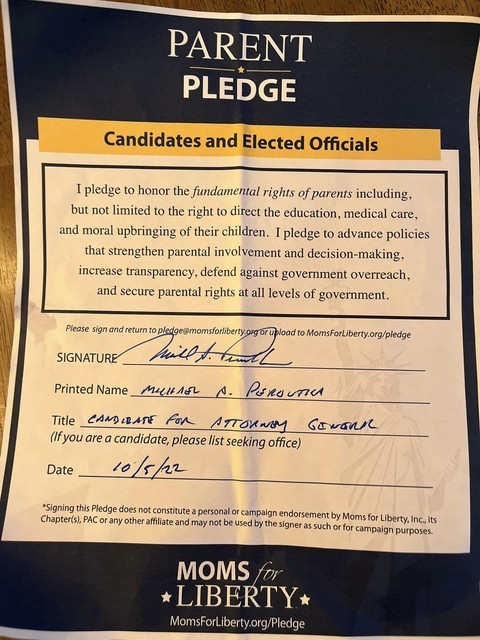 PARENT
PLEDGE
Candidates and Elected Officials
I pledge to honor the fundamental rights of parents including,
but not limited to the right to direct the education, medical care,
and moral upbringing of their children. I pledge to advance policies
that strengthen parental involvement and decision-making,
increase transparency, defend against government overreach,
and secure parental rights at all levels of government.
Please sign and return to pledge@momsforliberty.org or upload to MomsForLiberty.org/pledge
SIGNATURE
Printed Name MICHAEL A. PEROUTKA
Title CANDIDATE FOR ATTORNEY GENERAL
(If you are a candidate, please list seeking office)
Date 10/5/22
*Signing this Pledge does not constitute a personal or campaign endorsement by Moms for Liberty, Inc., its
Chapter(s), PAC or any other affiliate and may not be used by the signer as such or for campaign purposes.
MOMS for
LIBERTY
MomsForLiberty.org/Pledge